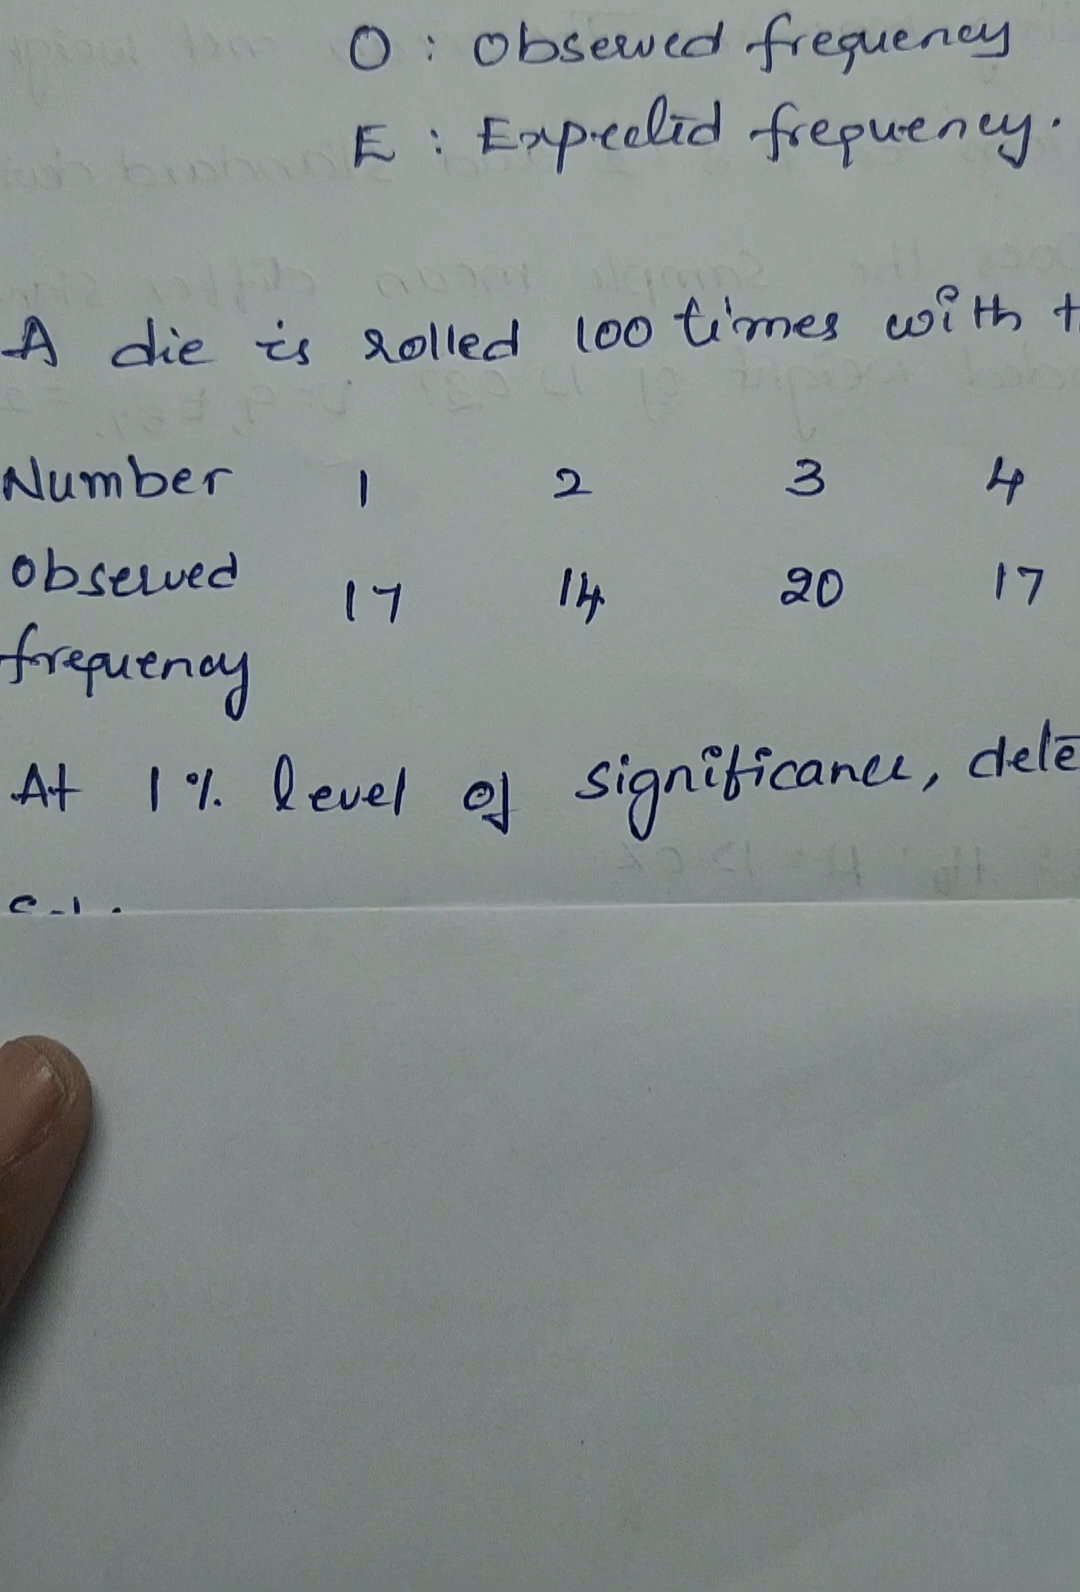 O : Observed frequency
E : Expected frequency.
A die is rolled 100 times with
Number 1 2 3 4
Observed 17 14 20 17
frequency
At 1% level of significance,